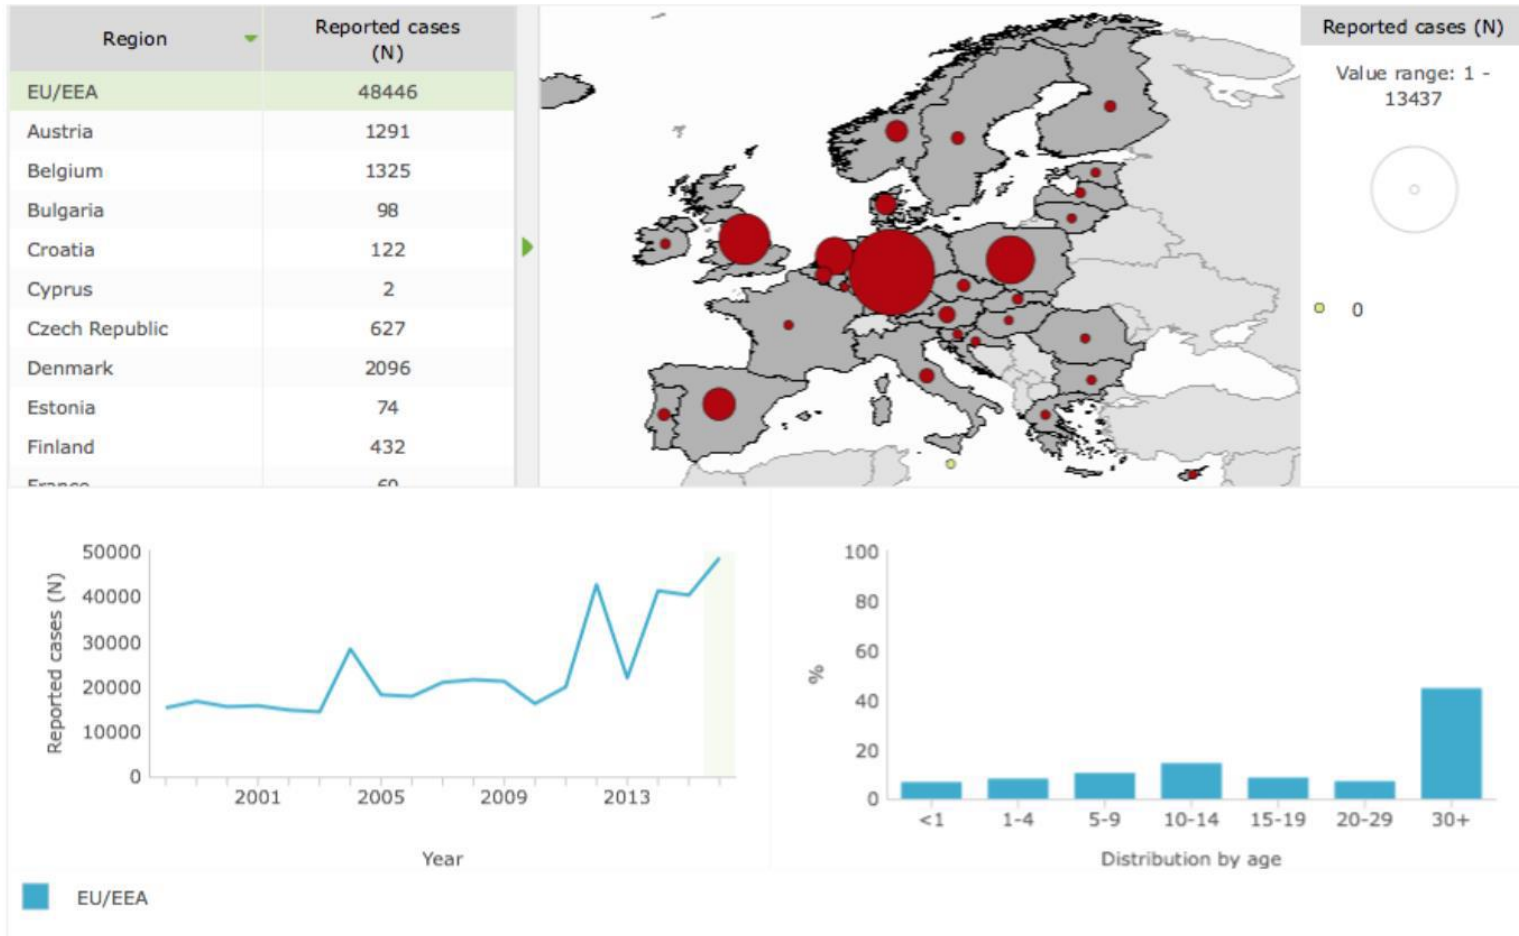 Region
Reported cases
(N)
EU/EEA 48446
Austria 1291
Belgium 1325
Bulgaria 98
Croatia 122
Cyprus 2
Czech Republic 627
Denmark 2096
Estonia 74
Finland 432
France
Reported cases (N)
Value range: 1 -
13437
0
50000
40000
30000
20000
10000
0
Reported cases (N)
2001 2005 2009 2013
Year
100
80
60
40
20
0
%
<1 1-4 5-9 10-14 15-19 20-29 30+
Distribution by age
EU/EEA